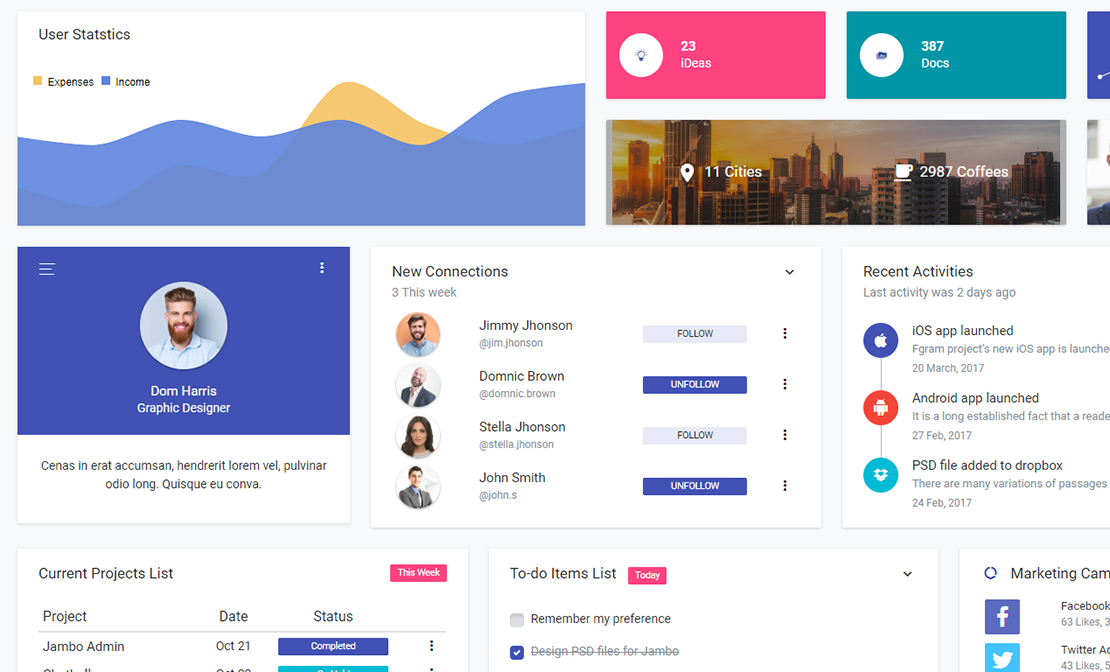 User Statstics
Expenses Income
23
iDeas
387
Docs
11 Cities
2987 Coffees
Dom Harris
Graphic Designer
Cenas in erat accumsan, hendrerit lorem vel, pulvinar
odio long. Quisque eu conva.
New Connections
3 This week
Jimmy Jhonson
@jim.jhonson
FOLLOW
Domnic Brown
@domnic.brown
UNFOLLOW
Stella Jhonson
@stella.jhonson
FOLLOW
John Smith
@john.s
UNFOLLOW
Recent Activities
Last activity was 2 days ago
iOS app launched
Fgram project's new iOS app is launche
20 March, 2017
Android app launched
It is a long established fact that a reade
27 Feb, 2017
PSD file added to dropbox
There are many variations of passages
24 Feb, 2017
Current Projects List
This Week
Project Date Status
Jambo Admin Oct 21 Completed
To-do Items List
Today
Remember my preference
Design PSD files for Jambo
Marketing Cam
Facebook
63 Likes, 3
Twitter Ad
43 Likes, 5